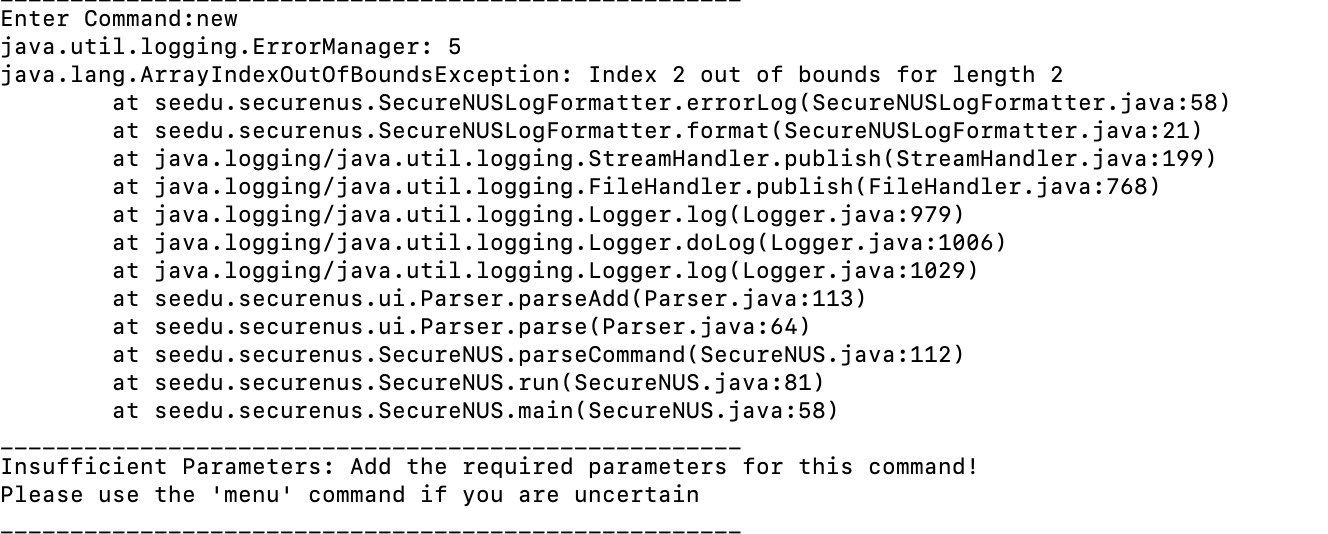 Enter Command:new
java.util.logging.ErrorManager: 5
java.lang.ArrayIndexOutOfBoundsException: Index 2 out of bounds for length 2
        at seedu.securenus.SecureNUSLogFormatter.errorLog(SecureNUSLogFormatter.java:58)
        at seedu.securenus.SecureNUSLogFormatter.format(SecureNUSLogFormatter.java:21)
        at java.logging/java.util.logging.StreamHandler.publish(StreamHandler.java:199)
        at java.logging/java.util.logging.FileHandler.publish(FileHandler.java:768)
        at java.logging/java.util.logging.Logger.log(Logger.java:979)
        at java.logging/java.util.logging.Logger.doLog(Logger.java:1006)
        at java.logging/java.util.logging.Logger.log(Logger.java:1029)
        at seedu.securenus.ui.Parser.parseAdd(Parser.java:113)
        at seedu.securenus.ui.Parser.parse(Parser.java:64)
        at seedu.securenus.SecureNUS.parseCommand(SecureNUS.java:112)
        at seedu.securenus.SecureNUS.run(SecureNUS.java:81)
        at seedu.securenus.SecureNUS.main(SecureNUS.java:58)
_____________________________________________________
Insufficient Parameters: Add the required parameters for this command!
Please use the 'menu' command if you are uncertain
_____________________________________________________